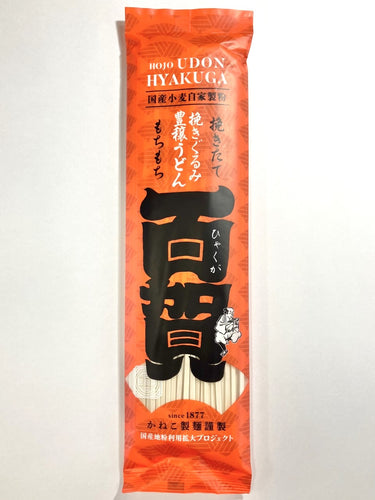 HOJO UDON
HYAKUGA
国産小麦自家製粉
挽きたて
挽きぐるみ
豊穣うどん
もちもち
百賀
ひゃくが
since 1877
かねこ製麺謹製
国産地粉利用拡大プロジェクト